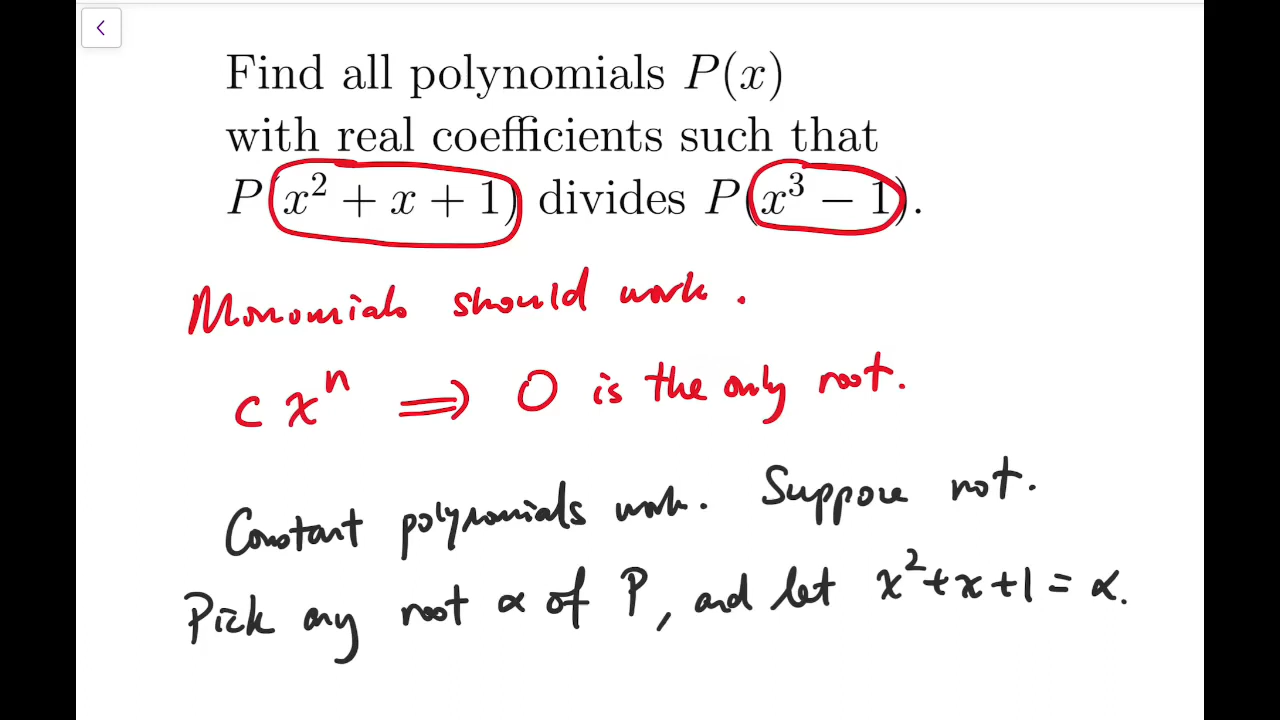 Find all polynomials P(x)
with real coefficients such that
P(x² + x + 1) divides P(x³ − 1).
Monomials should work.
c xⁿ ⟹ 0 is the only root.
Constant polynomials work. Suppose not.
Pick any root α of P, and let x²+x+1 = α.